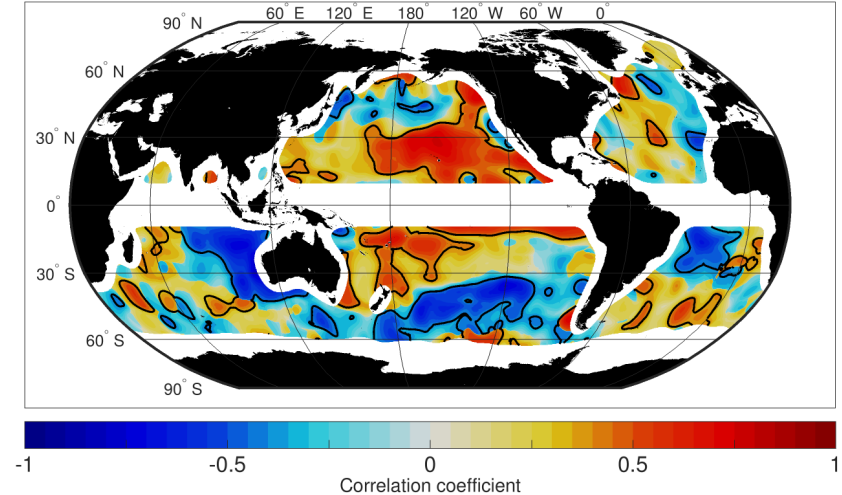 60° E 120° E 180° 120° W 60° W 0°
90° N
60° N
30° N
0°
30° S
60° S
90° S
-1 -0.5 0 0.5 1
Correlation coefficient